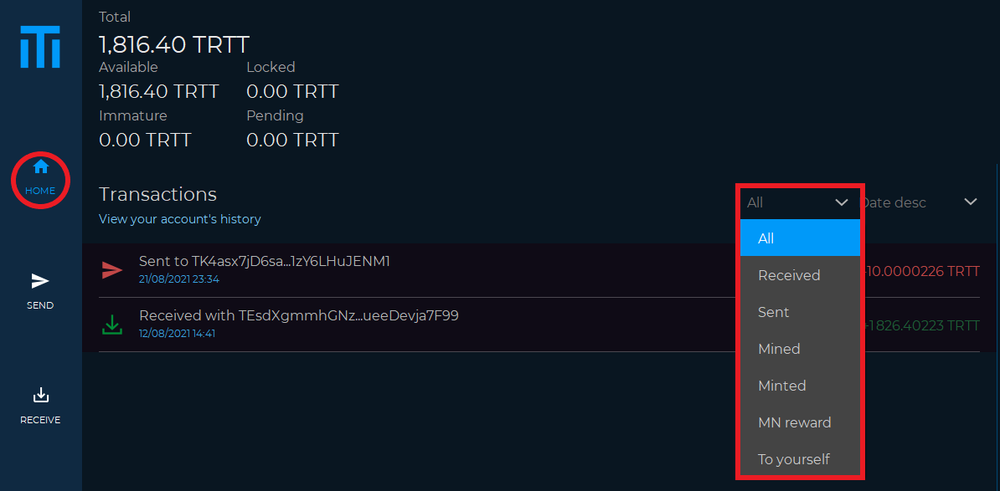 Total
1,816.40 TRTT
Available Locked
1,816.40 TRTT 0.00 TRTT
Immature Pending
0.00 TRTT 0.00 TRTT
HOME
Transactions
View your account's history
All Date desc
All
Received
Sent
Mined
Minted
MN reward
To yourself
Sent to TK4asx7jD6sa...1zY6LHuJENM1
21/08/2021 23:34
-10.0000226 TRTT
Received with TEsdXgmmhGNz...ueeDevja7F99
12/08/2021 14:41
+1 826.40223 TRTT
SEND
RECEIVE